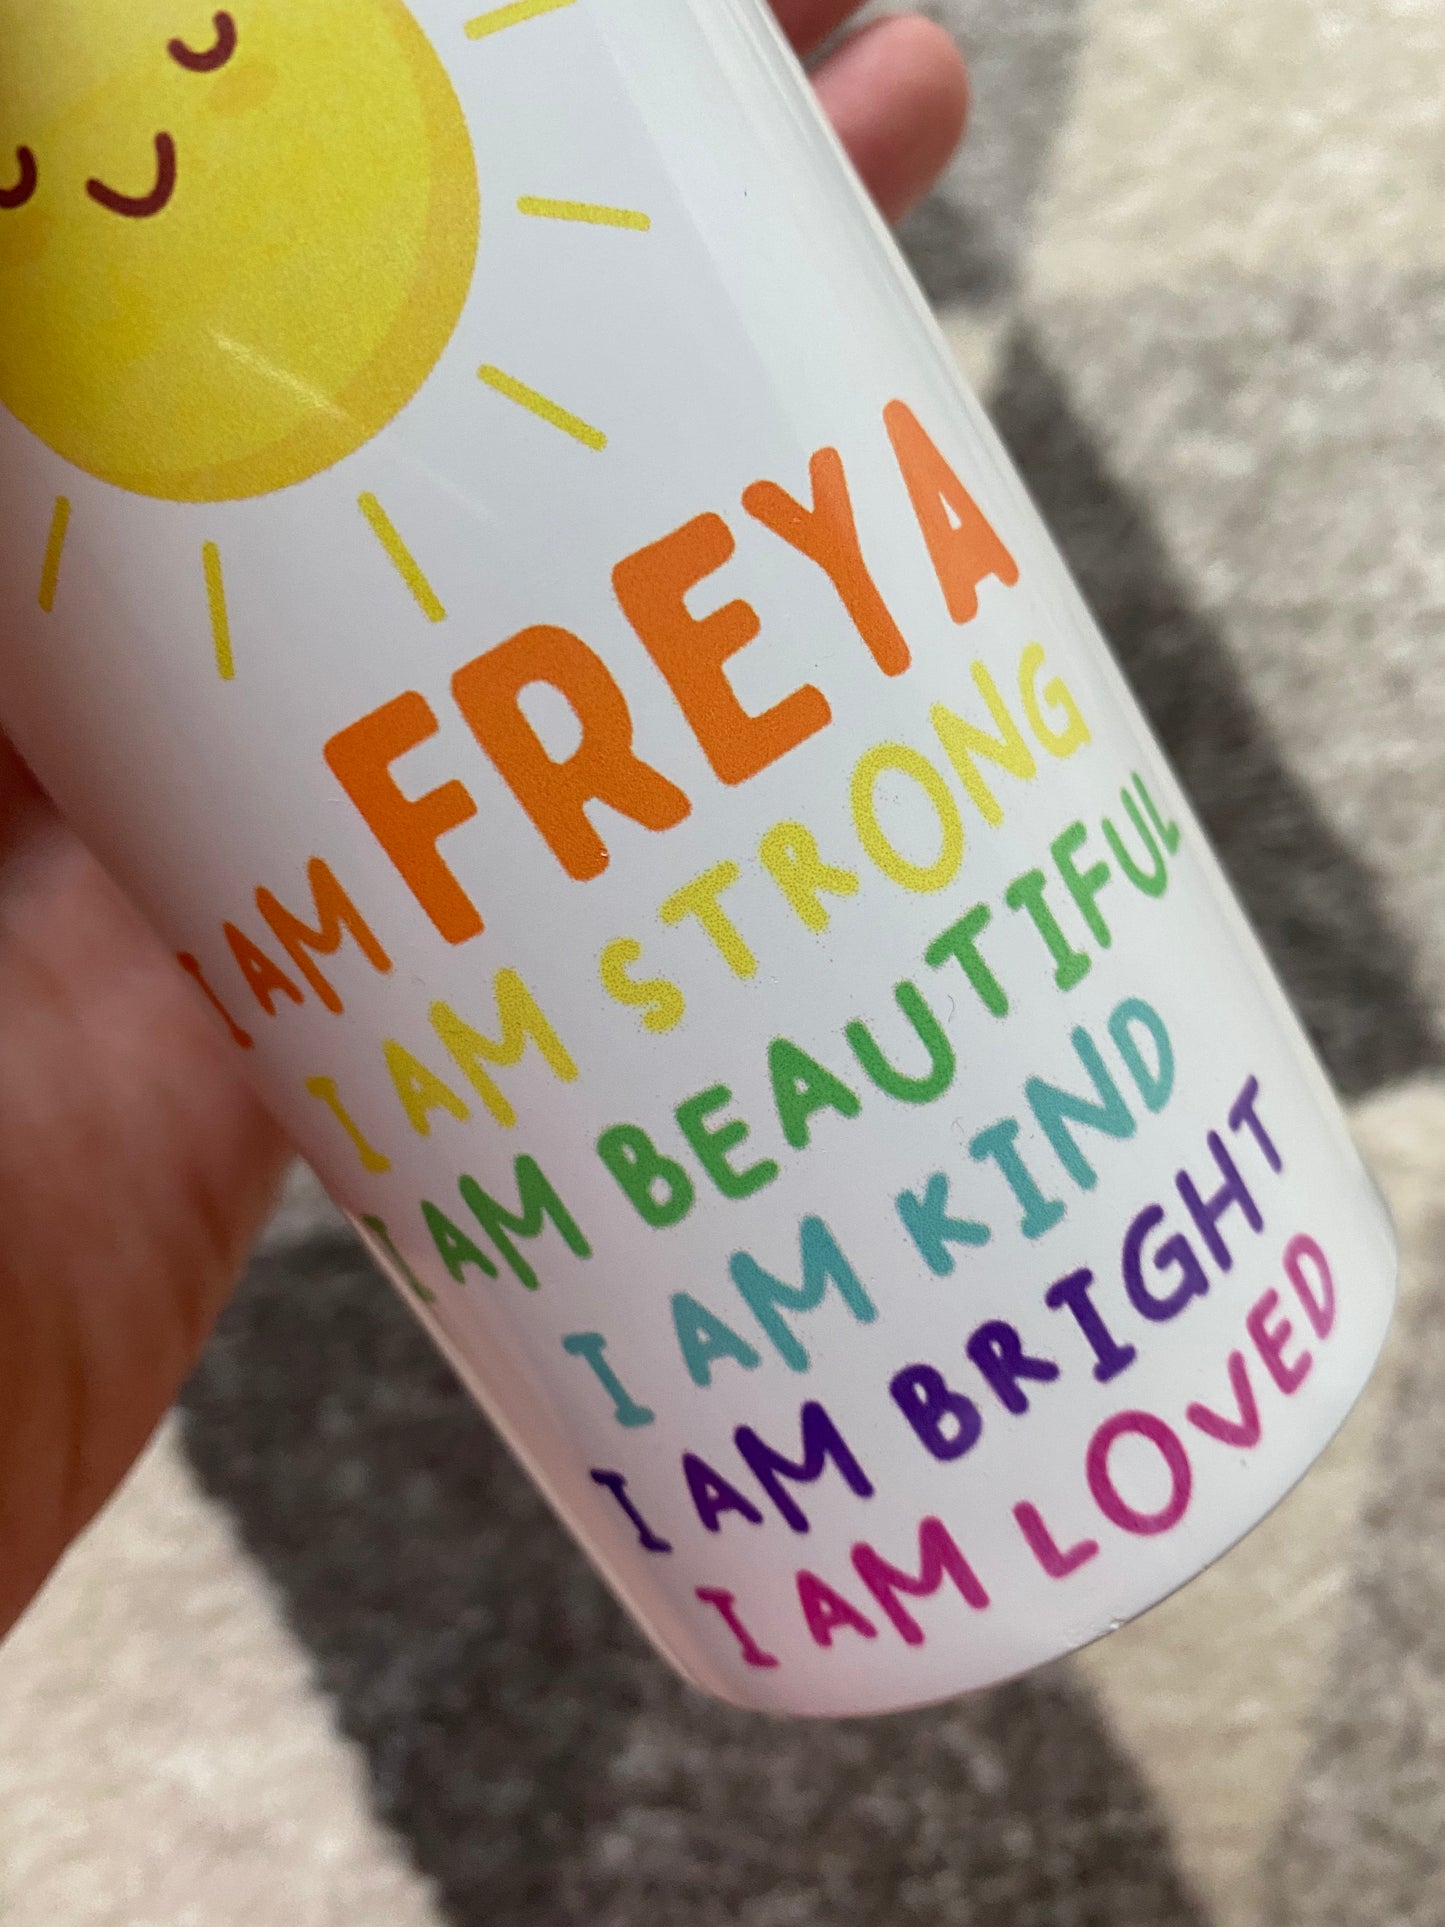 I AM FREYA
I AM STRONG
I AM BEAUTIFUL
I AM KIND
I AM BRIGHT
I AM LOVED